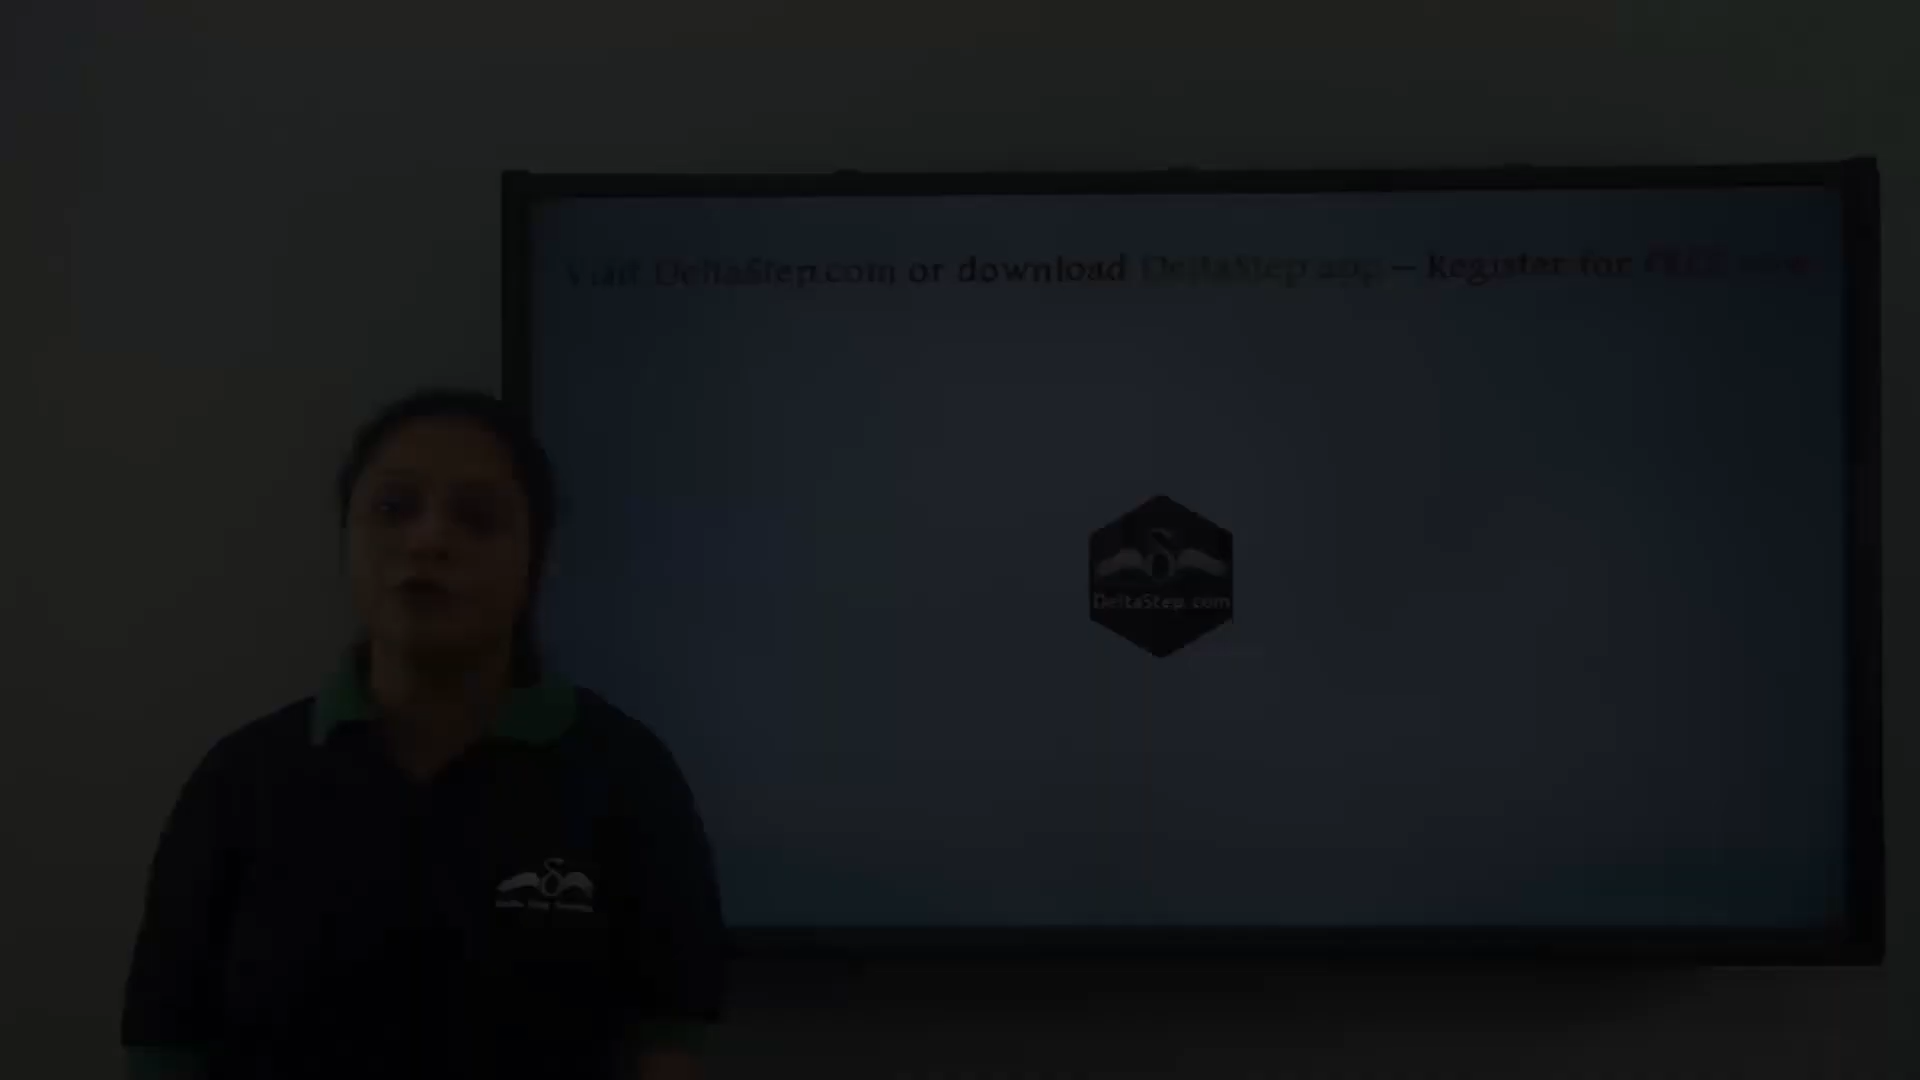 Visit DeltaStep.com or download DeltaStep app – Register for FREE now
δ
DeltaStep.com